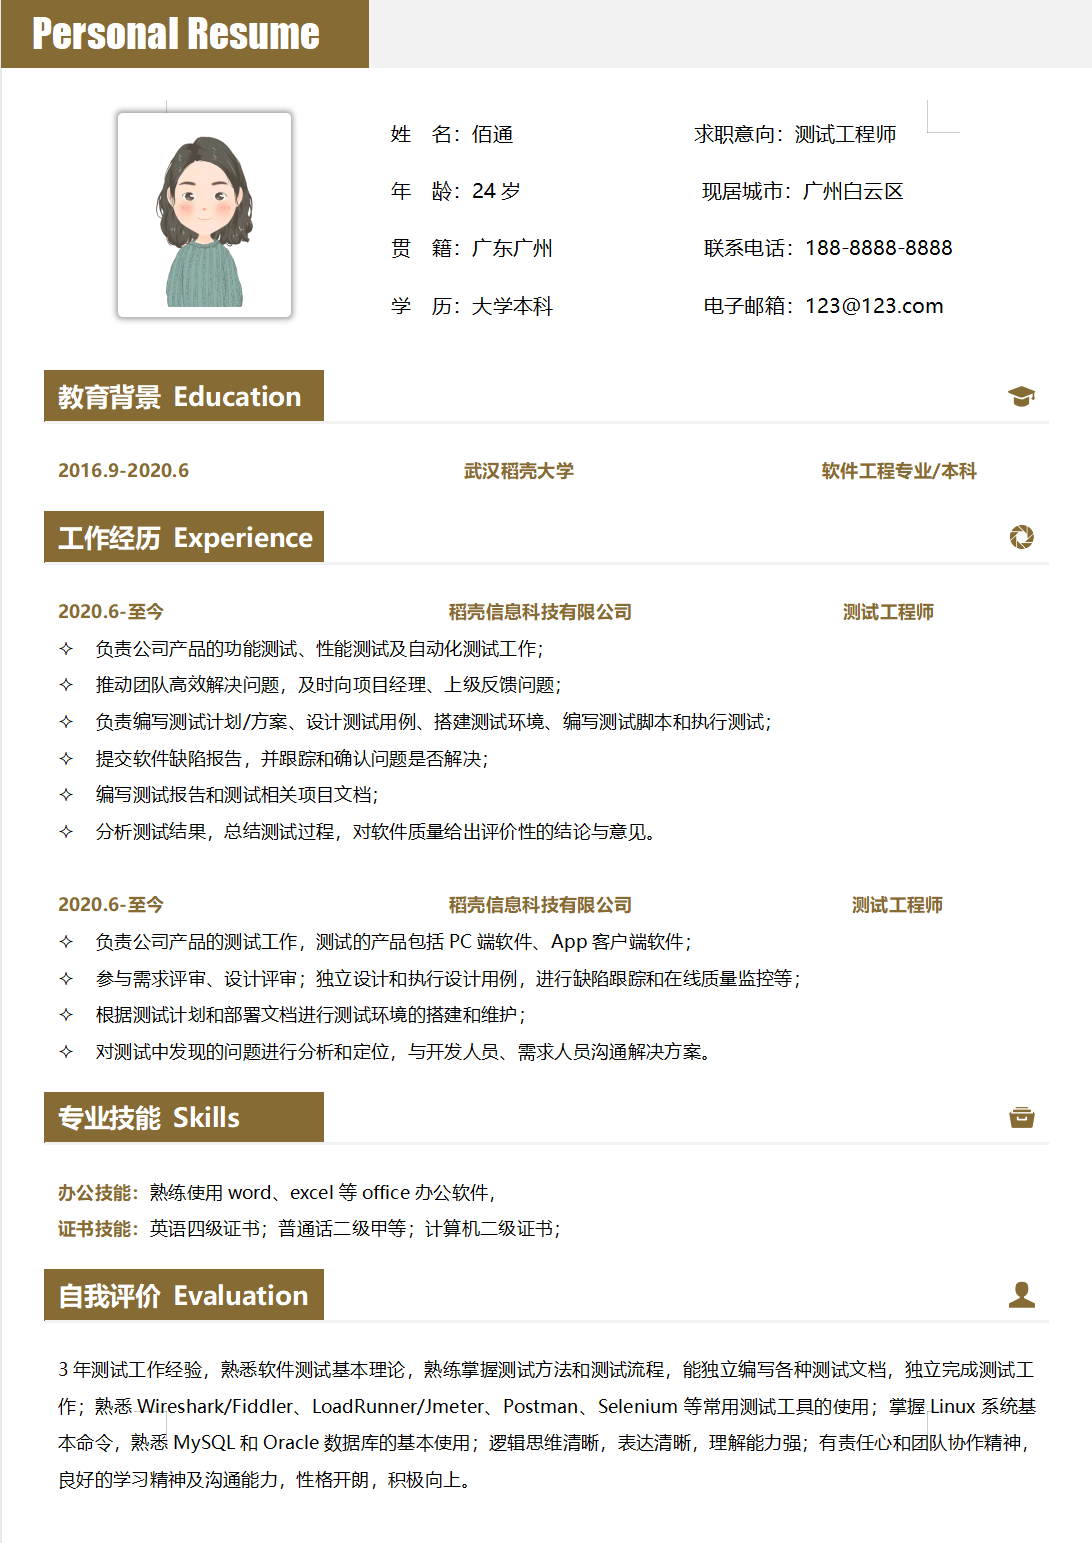 Personal Resume
姓　名：佰通　求职意向：测试工程师
年　龄：24 岁　现居城市：广州白云区
贯　籍：广东广州　联系电话：188-8888-8888
学　历：大学本科　电子邮箱：123@123.com
教育背景 Education
2016.9-2020.6　武汉稻壳大学　软件工程专业/本科
工作经历 Experience
2020.6-至今　稻壳信息科技有限公司　测试工程师
✧ 负责公司产品的功能测试、性能测试及自动化测试工作；
✧ 推动团队高效解决问题，及时向项目经理、上级反馈问题；
✧ 负责编写测试计划/方案、设计测试用例、搭建测试环境、编写测试脚本和执行测试；
✧ 提交软件缺陷报告，并跟踪和确认问题是否解决；
✧ 编写测试报告和测试相关项目文档；
✧ 分析测试结果，总结测试过程，对软件质量给出评价性的结论与意见。
2020.6-至今　稻壳信息科技有限公司　测试工程师
✧ 负责公司产品的测试工作，测试的产品包括 PC 端软件、App 客户端软件；
✧ 参与需求评审、设计评审；独立设计和执行设计用例，进行缺陷跟踪和在线质量监控等；
✧ 根据测试计划和部署文档进行测试环境的搭建和维护；
✧ 对测试中发现的问题进行分析和定位，与开发人员、需求人员沟通解决方案。
专业技能 Skills
办公技能：熟练使用 word、excel 等 office 办公软件，
证书技能：英语四级证书；普通话二级甲等；计算机二级证书；
自我评价 Evaluation
3 年测试工作经验，熟悉软件测试基本理论，熟练掌握测试方法和测试流程，能独立编写各种测试文档，独立完成测试工
作；熟悉 Wireshark/Fiddler、LoadRunner/Jmeter、Postman、Selenium 等常用测试工具的使用；掌握 Linux 系统基
本命令，熟悉 MySQL 和 Oracle 数据库的基本使用；逻辑思维清晰，表达清晰，理解能力强；有责任心和团队协作精神，
良好的学习精神及沟通能力，性格开朗，积极向上。